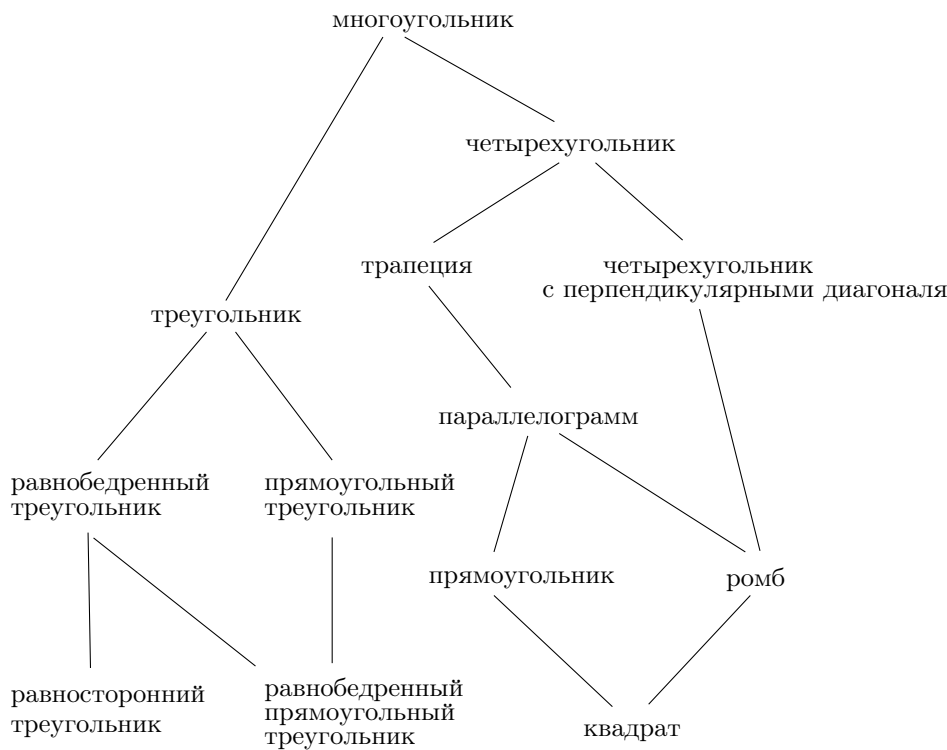 многоугольник
четырехугольник
трапеция
четырехугольник
с перпендикулярными диагоналя
треугольник
параллелограмм
равнобедренный
треугольник
прямоугольный
треугольник
прямоугольник
ромб
равносторонний
треугольник
равнобедренный
прямоугольный
треугольник
квадрат